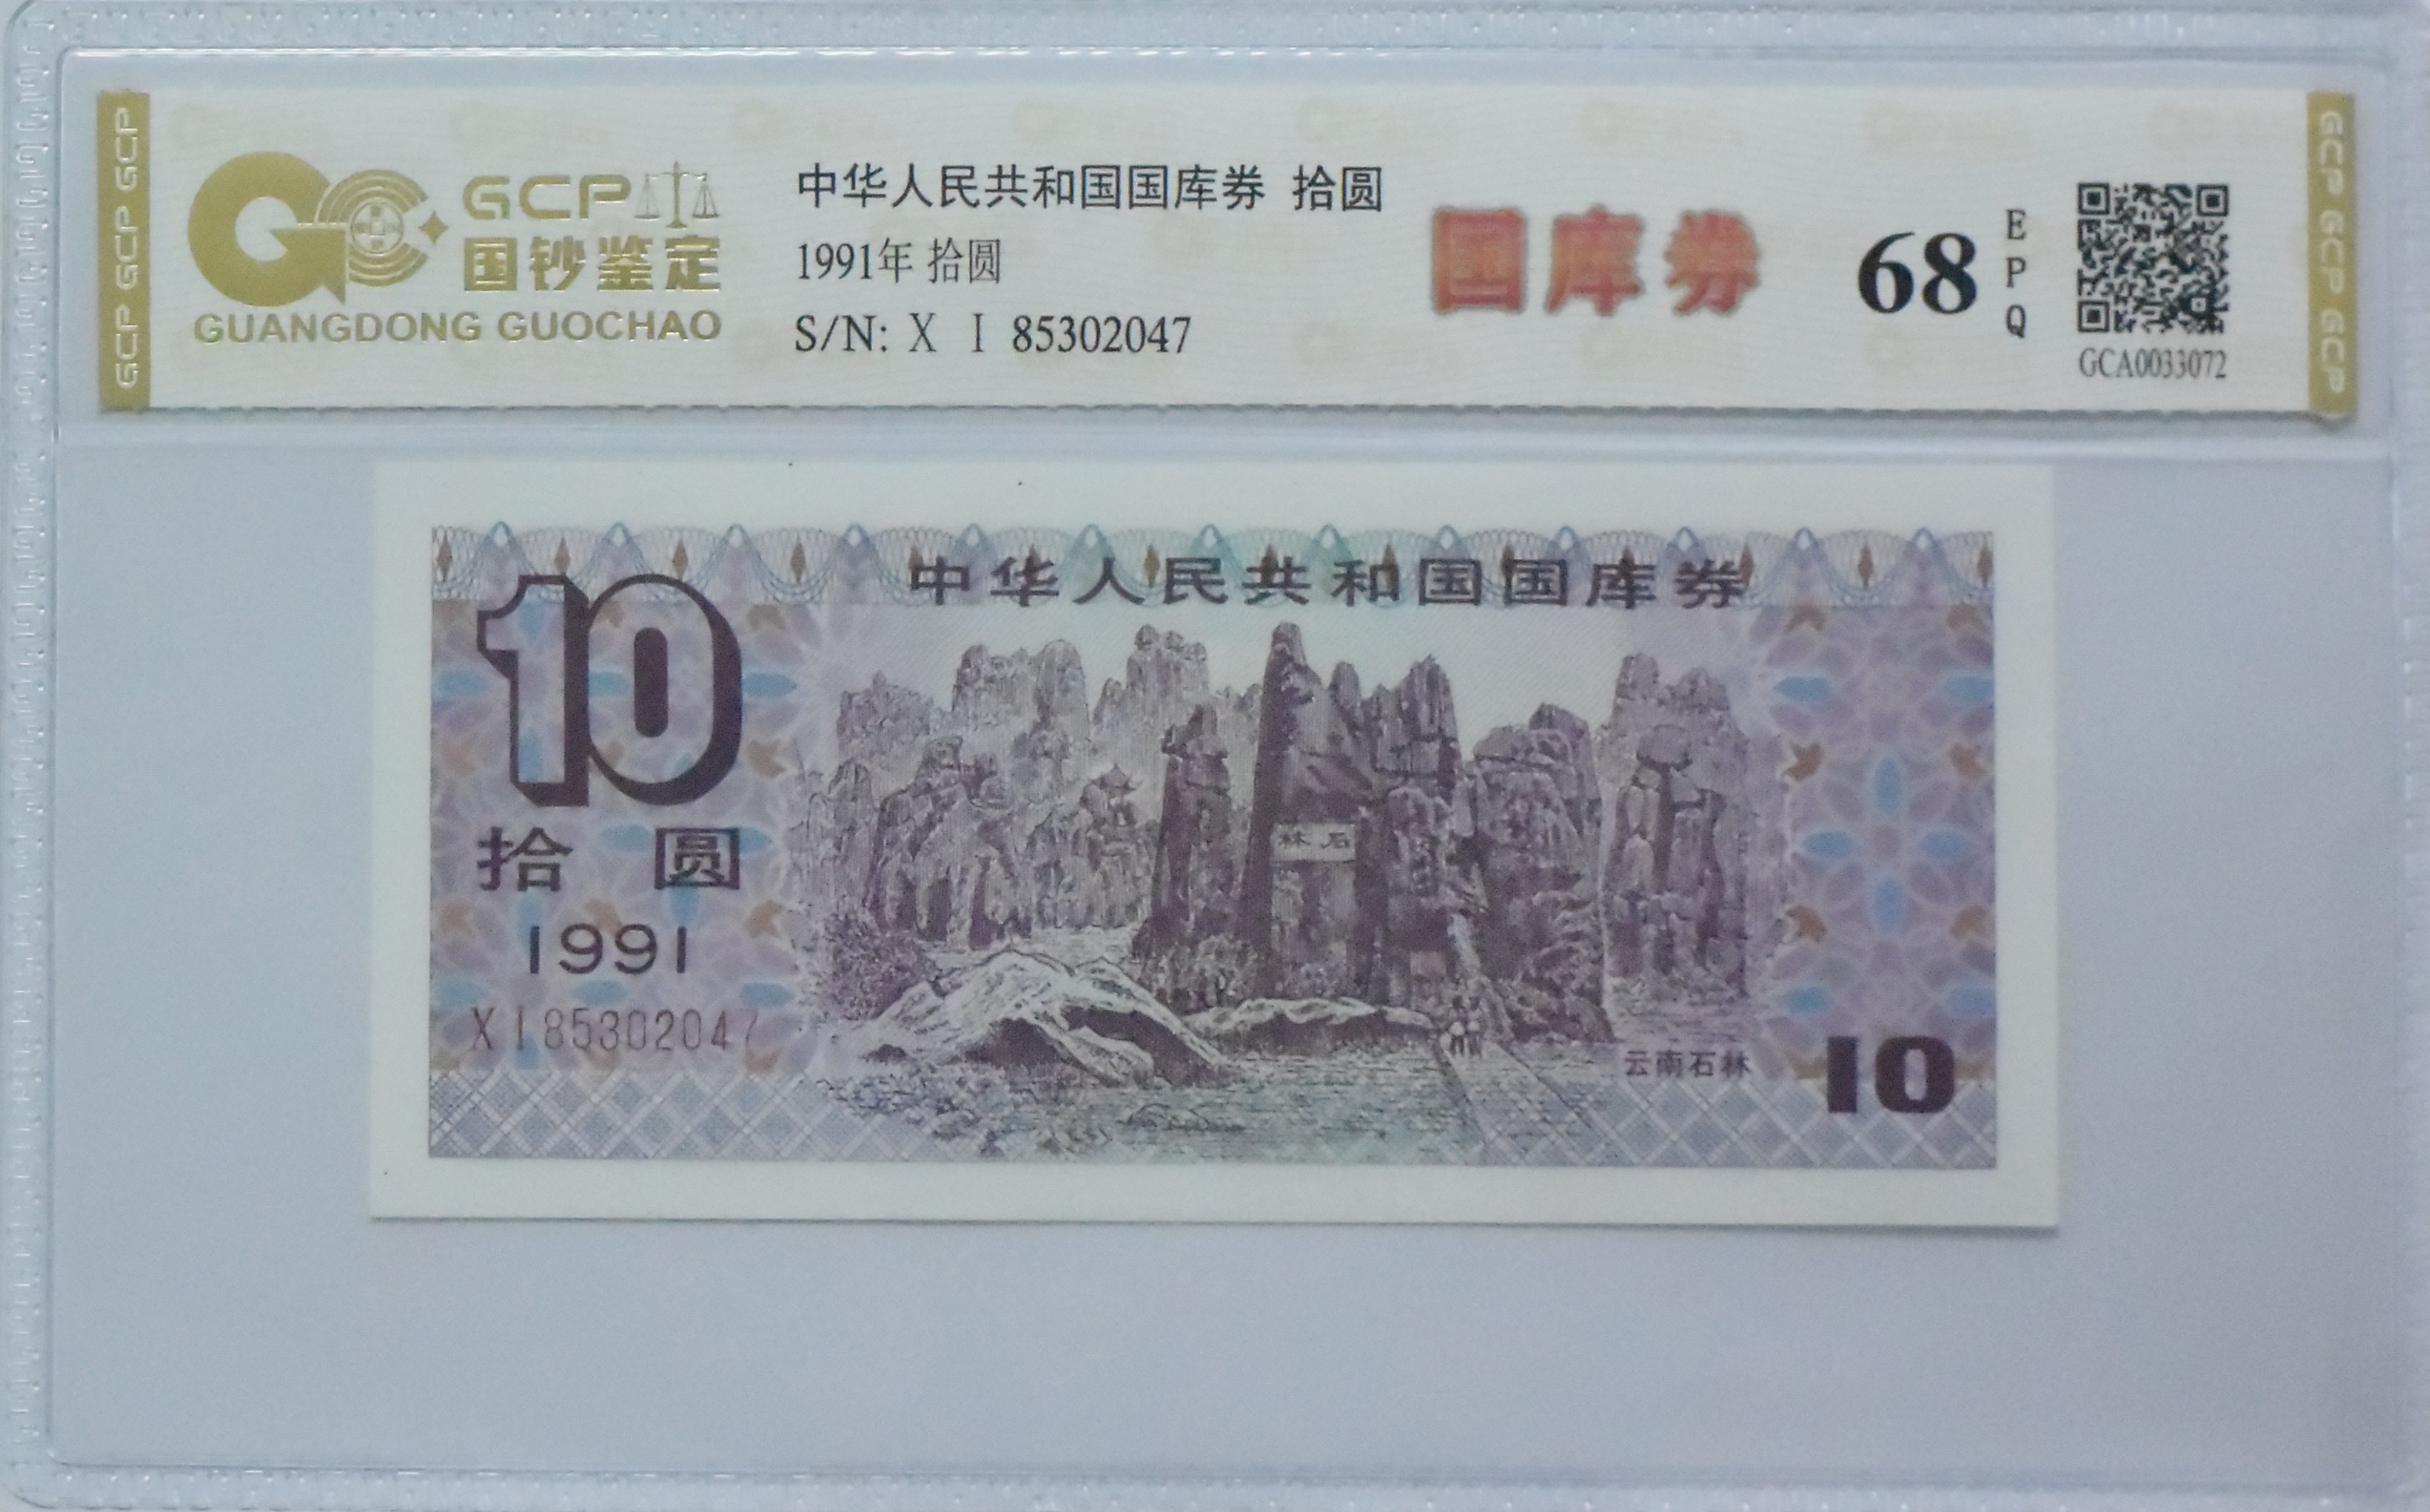 GCP GCP GCP
GCP
国钞鉴定
GUANGDONG GUOCHAO
中华人民共和国国库券 拾圆
1991年 拾圆
S/N: X I 85302047
国库券
68
EPQ
GCA0033072
GCP GCP GCP
中华人民共和国国库券
10
拾圆
1991
X I 85302047
林石
云南石林
10